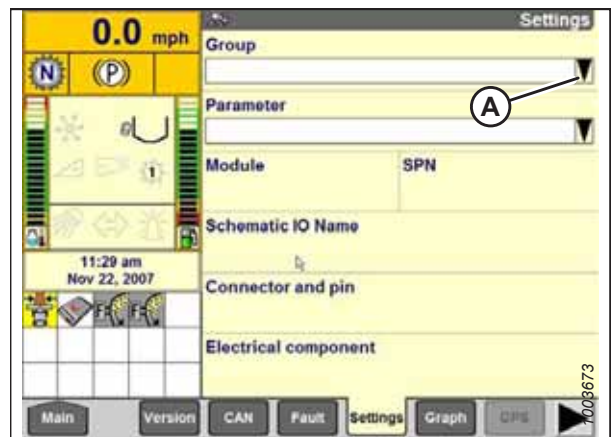 0.0 mph
Settings
N
(P)
Group
A
Parameter
Module
SPN
1
Schematic IO Name
11:29 am
Nov 22, 2007
Connector and pin
Electrical component
Main
Version
CAN
Fault
Settings
Graph
GPS
1003673